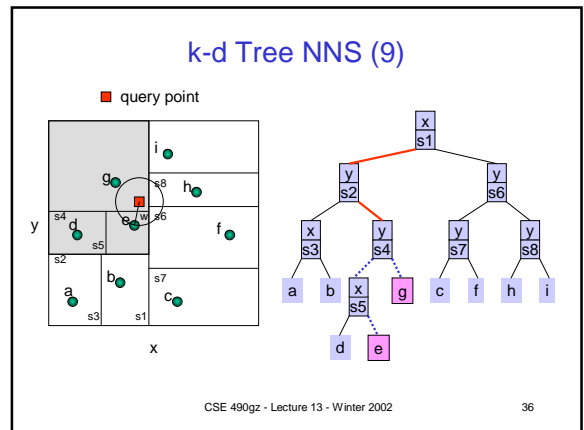 k-d Tree NNS (9)
query point
i
g
s8
h
e
w
s6
s4
d
y
s5
f
s2
s7
b
a
c
s3
s1
x
x
s1
y
s2
y
s6
x
s3
y
s4
y
s7
y
s8
a
b
x
s5
g
c
f
h
i
d
e
CSE 490gz - Lecture 13 - Winter 2002
36